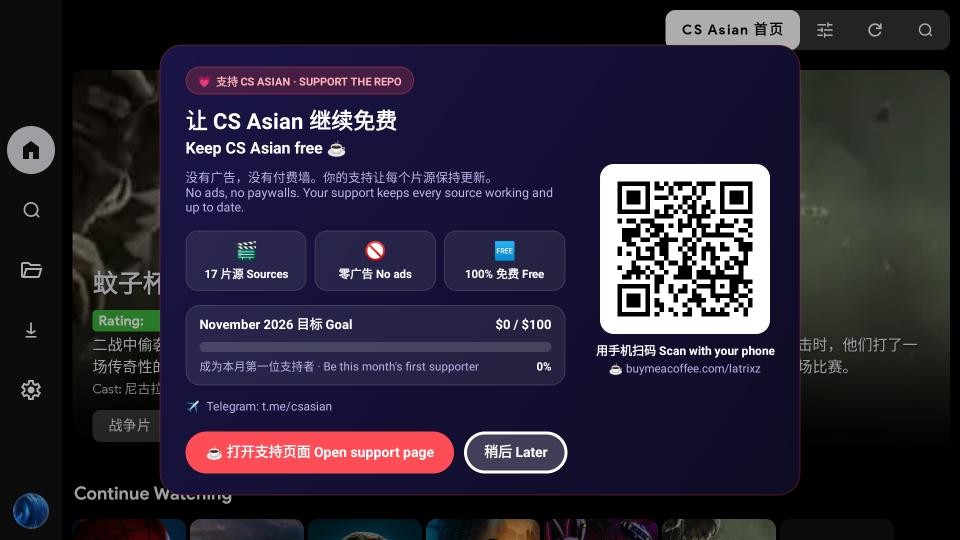 CS Asian 首页
💗 支持 CS ASIAN · SUPPORT THE REPO
让 CS Asian 继续免费
Keep CS Asian free ☕
没有广告，没有付费墙。你的支持让每个片源保持更新。
No ads, no paywalls. Your support keeps every source working and
up to date.
17 片源 Sources
零广告 No ads
FREE
100% 免费 Free
November 2026 目标 Goal
$0 / $100
成为本月第一位支持者 · Be this month's first supporter
0%
✈️ Telegram: t.me/csasian
☕ 打开支持页面 Open support page
稍后 Later
用手机扫码 Scan with your phone
☕ buymeacoffee.com/latrixz
蚊子杯
Rating:
二战中偷
击时，他们打了一
场传奇性的
场比赛。
Cast: 尼古拉
战争片
Continue Watching